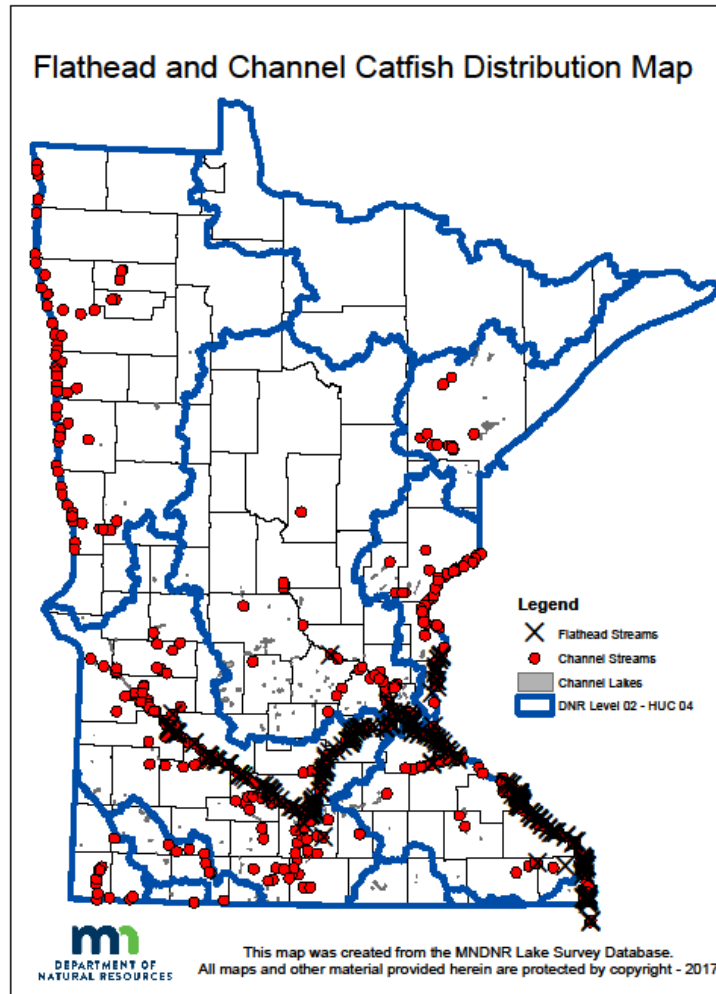 Flathead and Channel Catfish Distribution Map
Legend
Flathead Streams
Channel Streams
Channel Lakes
DNR Level 02 - HUC 04
mn
DEPARTMENT OF
NATURAL RESOURCES
This map was created from the MNDNR Lake Survey Database.
All maps and other material provided herein are protected by copyright - 2017